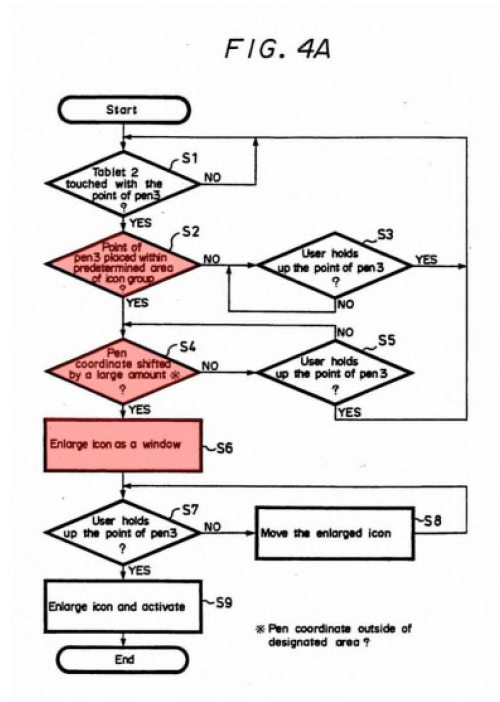 FIG. 4A
Start
S1
Tablet 2
touched with the
point of pen3
?
NO
YES
S2
Point of
pen3 placed within
predetermined area
of icon group
?
NO
YES
S3
User holds
up the point of pen3
?
YES
NO
S4
Pen
coordinate shifted
by a large amount ※
?
NO
YES
NO
S5
User holds
up the point of pen3
?
YES
Enlarge icon as a window
S6
S7
User holds
up the point of pen3
?
NO
YES
Move the enlarged icon
S8
Enlarge icon and activate
S9
※ Pen coordinate outside of
designated area ?
End